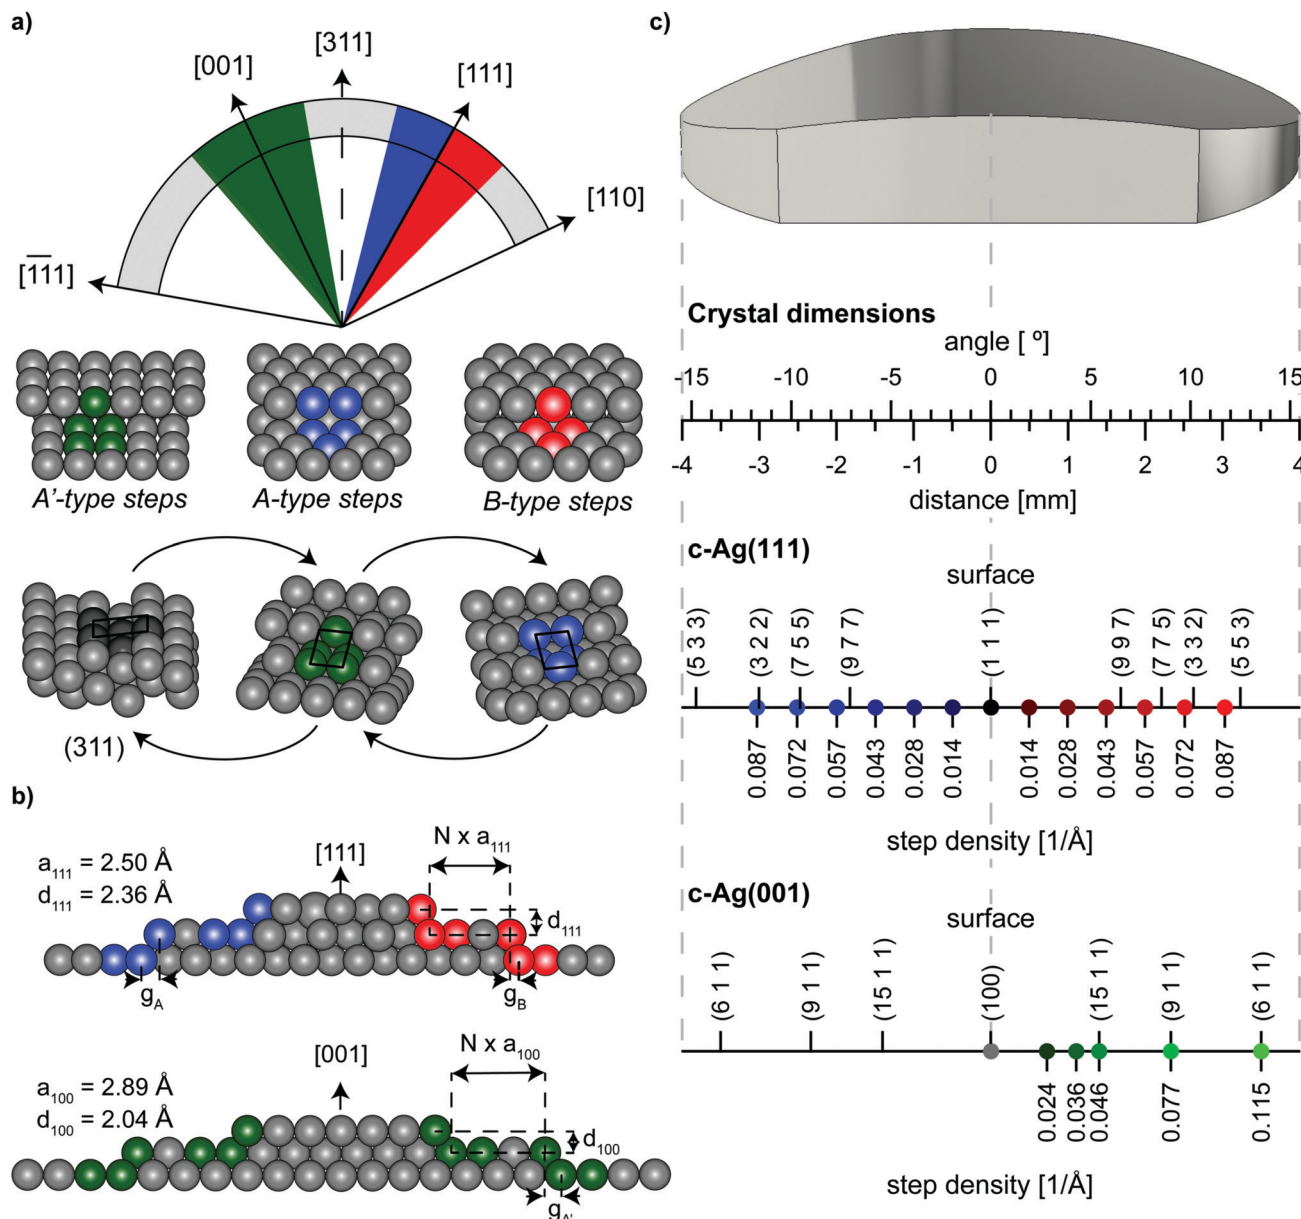 a)
[311]
[001]
[111]
[110]
[1̅1̅1]
A'-type steps
A-type steps
B-type steps
(311)
b)
a₁₁₁ = 2.50 Å
d₁₁₁ = 2.36 Å
[111]
N x a₁₁₁
d₁₁₁
g_A
g_B
a₁₀₀ = 2.89 Å
d₁₀₀ = 2.04 Å
[001]
N x a₁₀₀
d₁₀₀
g_A'
c)
Crystal dimensions
angle [ º]
-15 -10 -5 0 5 10 15
-4 -3 -2 -1 0 1 2 3 4
distance [mm]
c-Ag(111)
surface
(5 3 3) (3 2 2) (7 5 5) (9 7 7) (1 1 1) (9 9 7) (7 7 5) (3 3 2) (5 5 3)
0.087 0.072 0.057 0.043 0.028 0.014 0.014 0.028 0.043 0.057 0.072 0.087
step density [1/Å]
c-Ag(001)
surface
(6 1 1) (9 1 1) (15 1 1) (100) (15 1 1) (9 1 1) (6 1 1)
0.024 0.036 0.046 0.077 0.115
step density [1/Å]